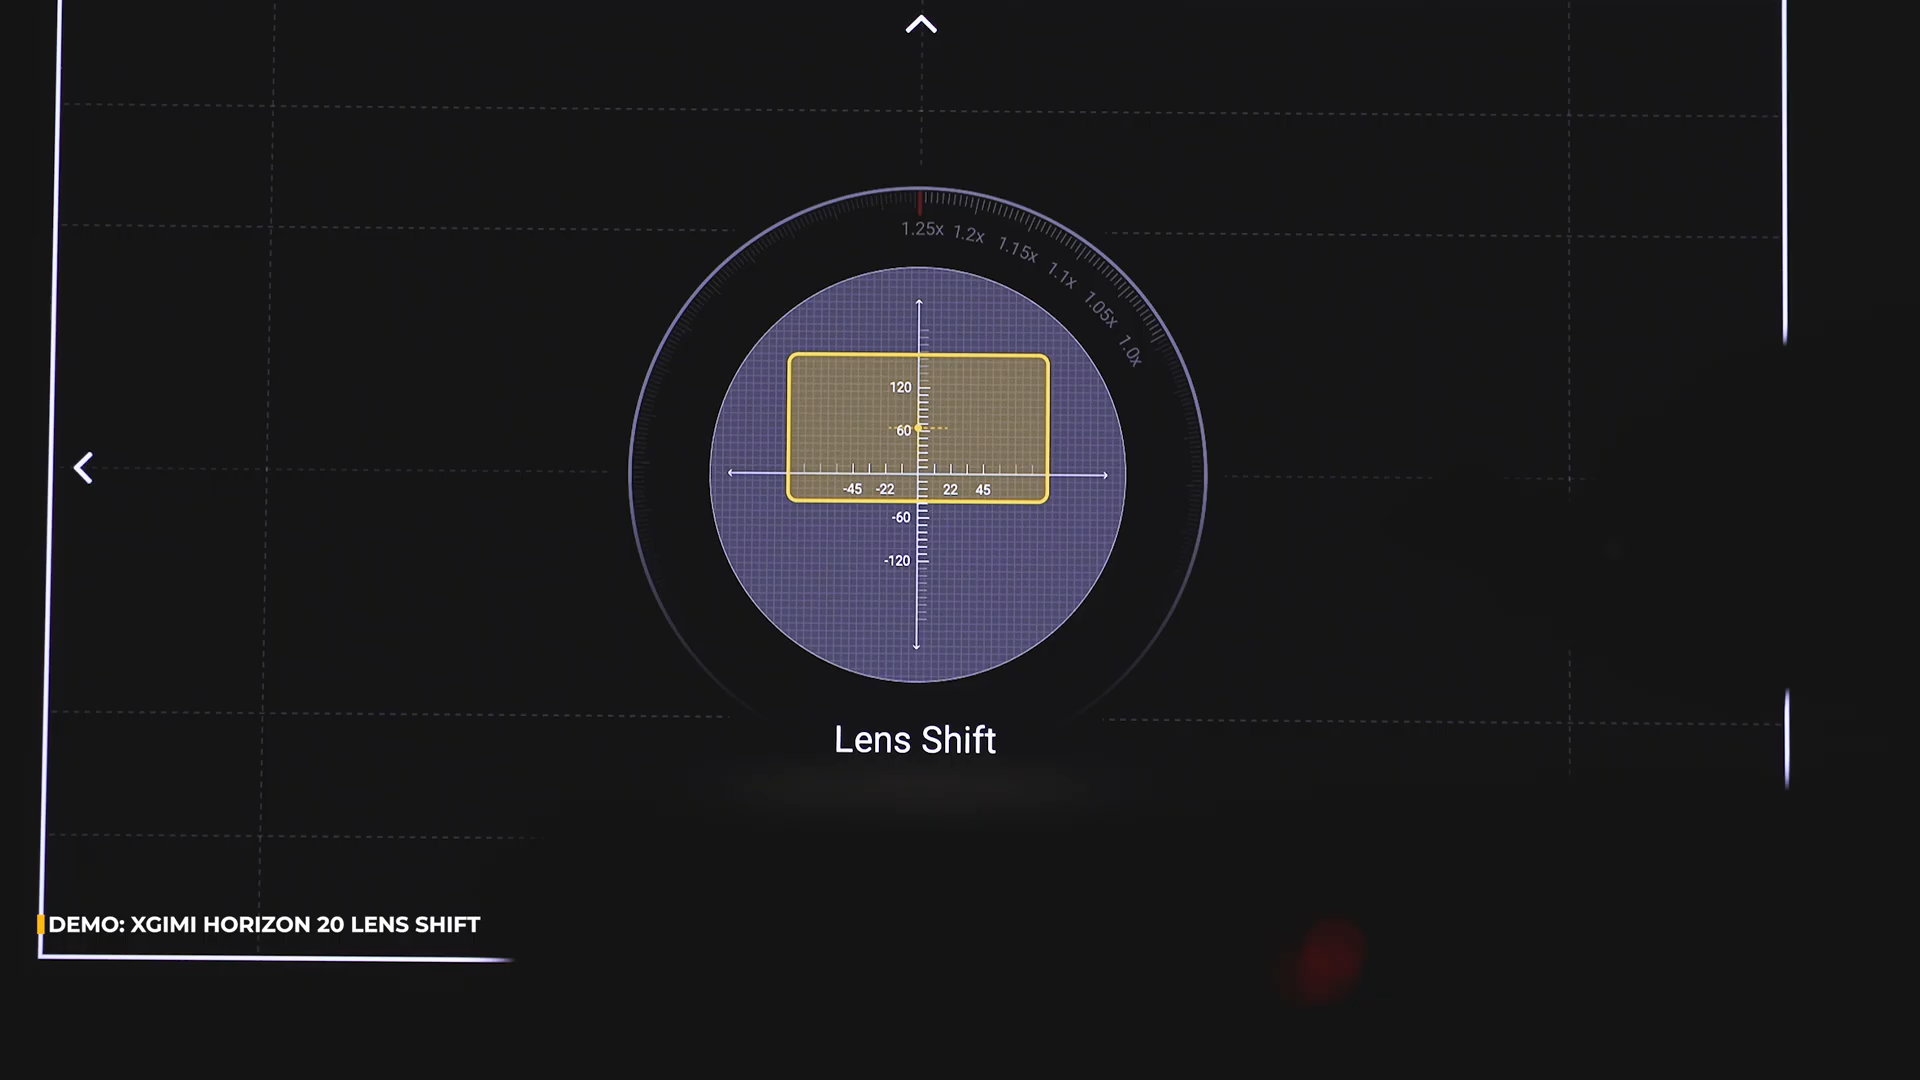 1.25x 1.2x 1.15x 1.1x 1.05x 1.0x
120
60
-45 -22 22 45
-60
-120
Lens Shift
DEMO: XGIMI HORIZON 20 LENS SHIFT